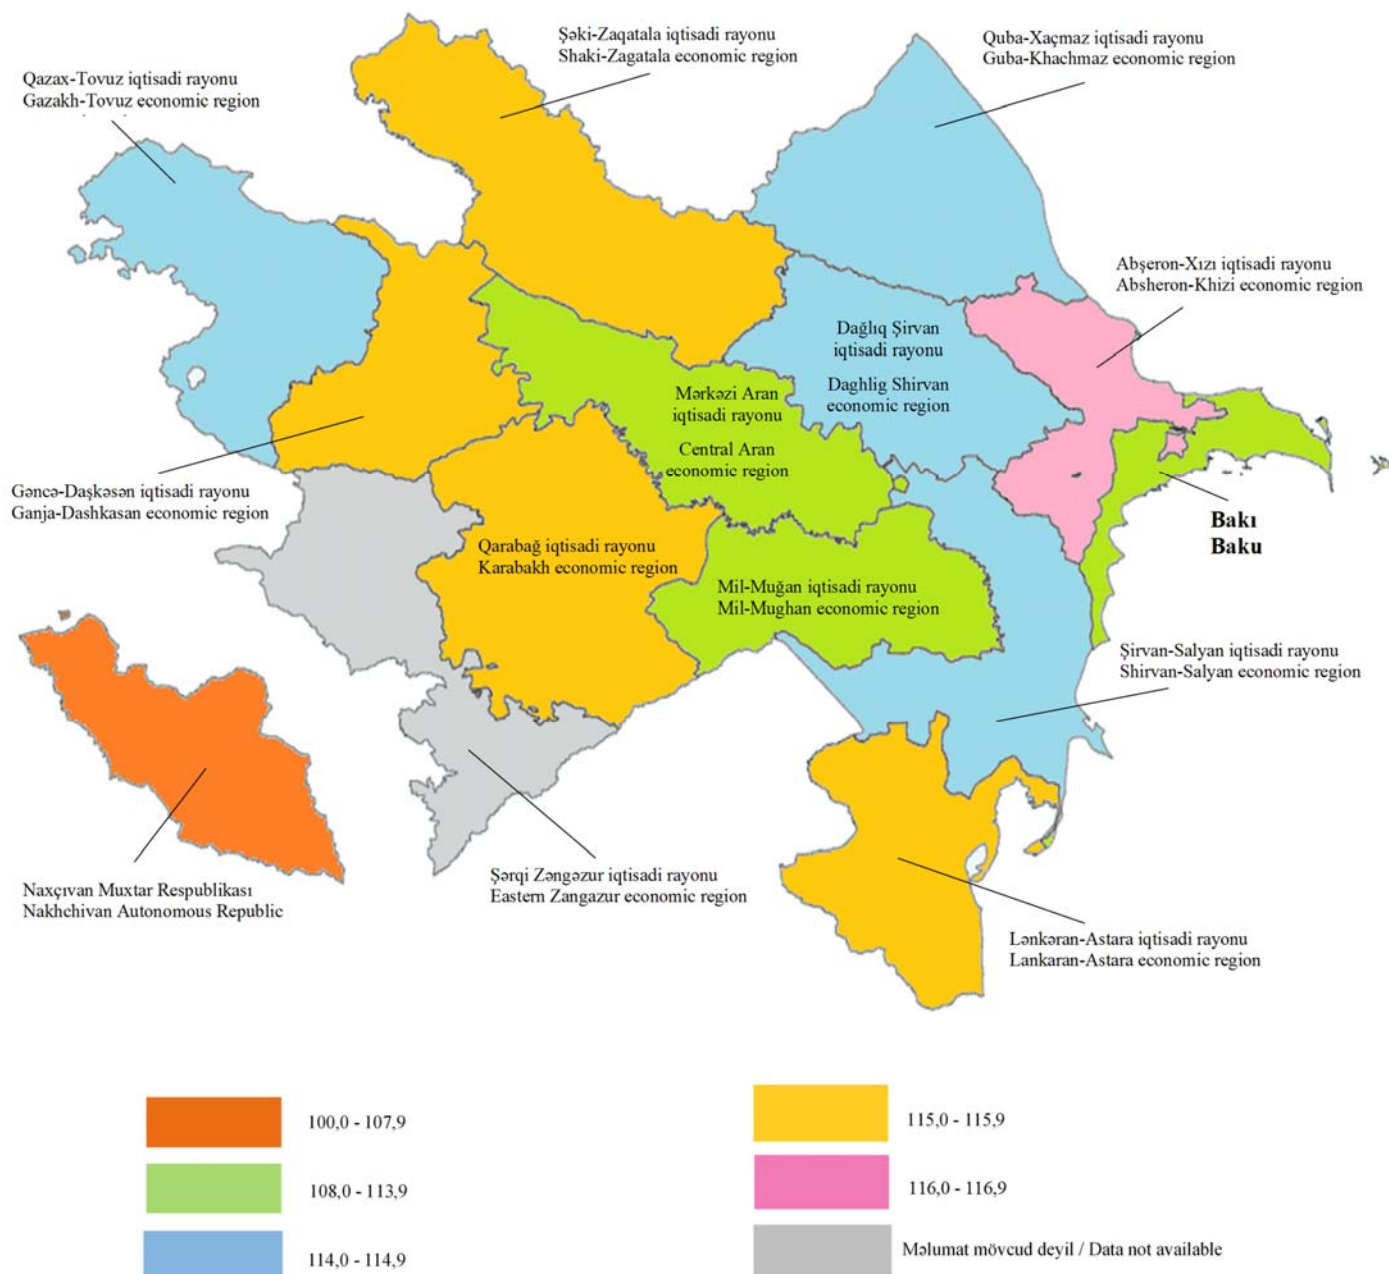 Şəki-Zaqatala iqtisadi rayonu
Shaki-Zagatala economic region
Quba-Xaçmaz iqtisadi rayonu
Guba-Khachmaz economic region
Qazax-Tovuz iqtisadi rayonu
Gazakh-Tovuz economic region
Abşeron-Xızı iqtisadi rayonu
Absheron-Khizi economic region
Dağlıq Şirvan
iqtisadi rayonu
Daghlig Shirvan
economic region
Mərkəzi Aran
iqtisadi rayonu
Central Aran
economic region
Gəncə-Daşkəsən iqtisadi rayonu
Ganja-Dashkasan economic region
Bakı
Baku
Qarabağ iqtisadi rayonu
Karabakh economic region
Mil-Muğan iqtisadi rayonu
Mil-Mughan economic region
Şirvan-Salyan iqtisadi rayonu
Shirvan-Salyan economic region
Şərqi Zəngəzur iqtisadi rayonu
Eastern Zangazur economic region
Naxçıvan Muxtar Respublikası
Nakhchivan Autonomous Republic
Lənkəran-Astara iqtisadi rayonu
Lankaran-Astara economic region
100,0 - 107,9
108,0 - 113,9
114,0 - 114,9
115,0 - 115,9
116,0 - 116,9
Məlumat mövcud deyil / Data not available